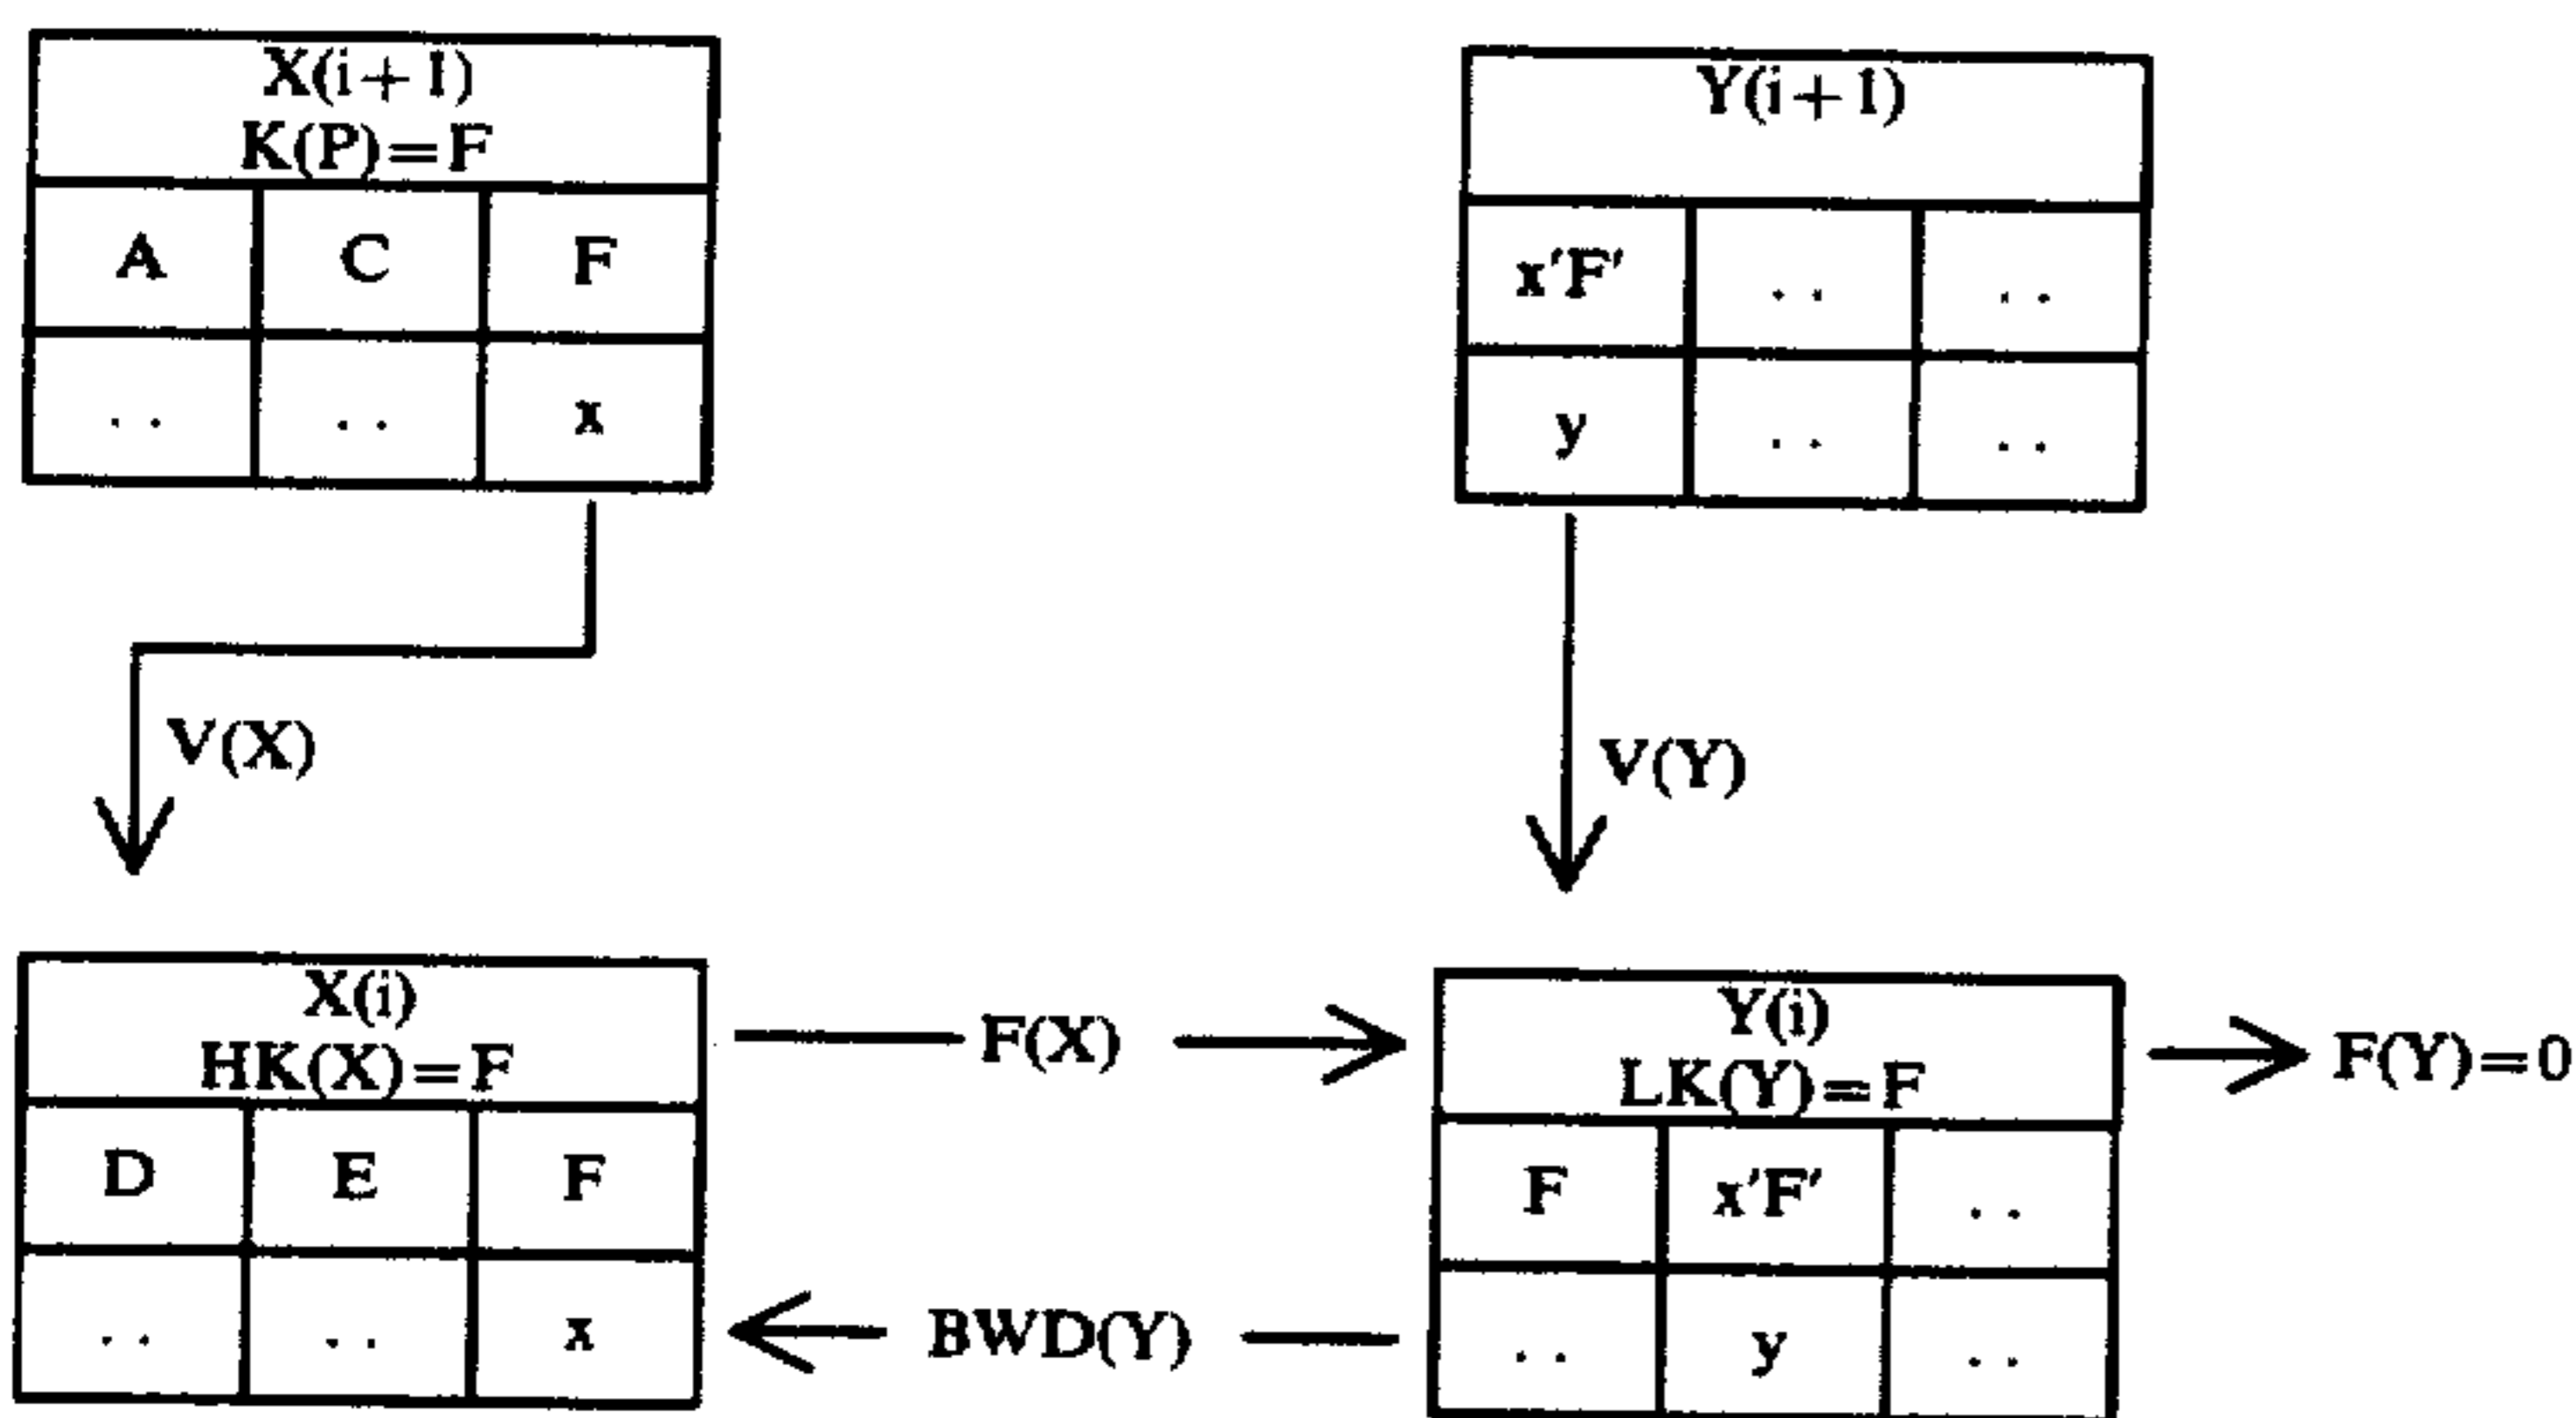 X(i+1)
K(P)=F
A C F
.. .. x
Y(i+1)
x'F' .. ..
y .. ..
V(X)
V(Y)
X(i)
HK(X)=F
D E F
.. .. x
F(X)
BWD(Y)
Y(i)
LK(Y)=F
F x'F' ..
.. y ..
F(Y)=0